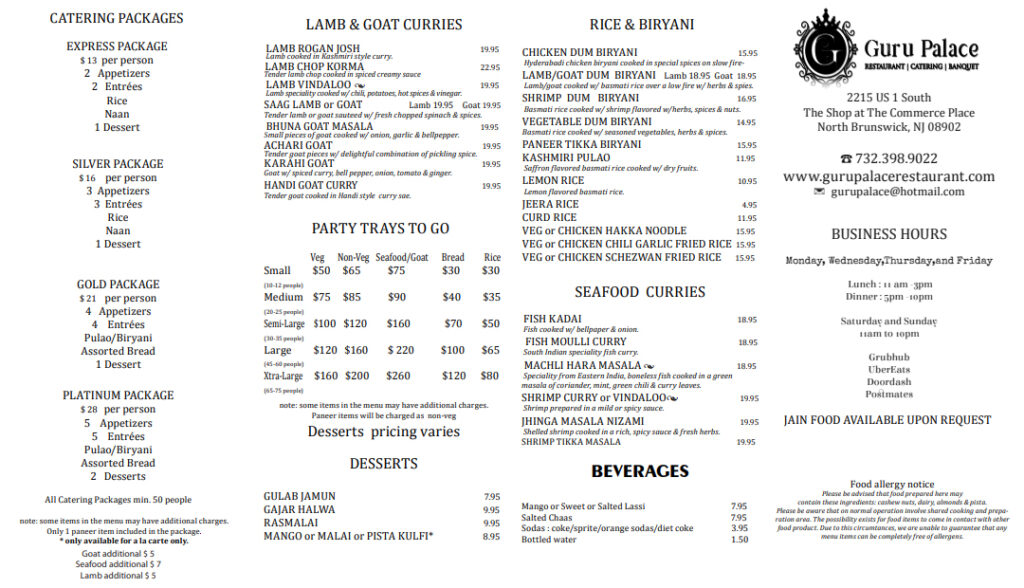 CATERING PACKAGES
EXPRESS PACKAGE
$ 13 per person
2 Appetizers
2 Entrées
Rice
Naan
1 Dessert
SILVER PACKAGE
$ 16 per person
3 Appetizers
3 Entrées
Rice
Naan
1 Dessert
GOLD PACKAGE
$ 21 per person
4 Appetizers
4 Entrées
Pulao/Biryani
Assorted Bread
1 Dessert
PLATINUM PACKAGE
$ 28 per person
5 Appetizers
5 Entrées
Pulao/Biryani
Assorted Bread
2 Desserts
All Catering Packages min. 50 people
note: some items in the menu may have additional charges.
Only 1 paneer item included in the package.
* only available for a la carte only.
Goat additional $ 5
Seafood additional $ 7
Lamb additional $ 5
LAMB & GOAT CURRIES
LAMB ROGAN JOSH 19.95
Lamb cooked in Kashmiri style curry.
LAMB CHOP KORMA 22.95
Tender lamb chop cooked in spiced creamy sauce
LAMB VINDALOO 19.95
Lamb speciality cooked w/ chili, potatoes, hot spices & vinegar.
SAAG LAMB or GOAT Lamb 19.95 Goat 19.95
Tender lamb or goat sauteed w/ fresh chopped spinach & spices.
BHUNA GOAT MASALA 19.95
Small pieces of goat cooked w/ onion, garlic & bellpepper.
ACHARI GOAT 19.95
Tender goat pieces w/ delightful combination of pickling spice.
KARAHI GOAT 19.95
Goat w/ spiced curry, bell pepper, onion, tomato & ginger.
HANDI GOAT CURRY 19.95
Tender goat cooked in Handi style curry sae.
PARTY TRAYS TO GO
Veg Non-Veg Seafood/Goat Bread Rice
Small $50 $65 $75 $30 $30
(10-12 people)
Medium $75 $85 $90 $40 $35
(20-25 people)
Semi-Large $100 $120 $160 $70 $50
(30-35 people)
Large $120 $160 $ 220 $100 $65
(45-60 people)
Xtra-Large $160 $200 $260 $120 $80
(65-75 people)
note: some items in the menu may have additional charges.
Paneer items will be charged as non-veg
Desserts pricing varies
DESSERTS
GULAB JAMUN 7.95
GAJAR HALWA 9.95
RASMALAI 9.95
MANGO or MALAI or PISTA KULFI* 8.95
RICE & BIRYANI
CHICKEN DUM BIRYANI 15.95
Hyderabadi chicken biryani cooked in special spices on slow fire-
LAMB/GOAT DUM BIRYANI Lamb 18.95 Goat 18.95
Lamb/goat cooked w/ basmati rice over a low fire w/ herbs & spies.
SHRIMP DUM BIRYANI 16.95
Basmati rice cooked w/ shrimp flavored w/herbs, spices & nuts.
VEGETABLE DUM BIRYANI 14.95
Basmati rice cooked w/ seasoned vegetables, herbs & spices.
PANEER TIKKA BIRYANI 15.95
KASHMIRI PULAO 11.95
Saffron flavored basmati rice cooked w/ dry fruits.
LEMON RICE 10.95
Lemon flavored basmati rice.
JEERA RICE 4.95
CURD RICE 11.95
VEG or CHICKEN HAKKA NOODLE 15.95
VEG or CHICKEN CHILI GARLIC FRIED RICE 15.95
VEG or CHICKEN SCHEZWAN FRIED RICE 15.95
SEAFOOD CURRIES
FISH KADAI 18.95
Fish cooked w/ bellpaper & onion.
FISH MOULLI CURRY 18.95
South Indian speciality fish curry.
MACHLI HARA MASALA 18.95
Speciality from Eastern India, boneless fish cooked in a green
masala of coriander, mint, green chili & curry leaves.
SHRIMP CURRY or VINDALOO 19.95
Shrimp prepared in a mild or spicy sauce.
JHINGA MASALA NIZAMI 19.95
Shelled shrimp cooked in a rich, spicy sauce & fresh herbs.
SHRIMP TIKKA MASALA 19.95
BEVERAGES
Mango or Sweet or Salted Lassi 7.95
Salted Chaas 7.95
Sodas : coke/sprite/orange sodas/diet coke 3.95
Bottled water 1.50
G
Guru Palace
RESTAURANT | CATERING | BANQUET
2215 US 1 South
The Shop at The Commerce Place
North Brunswick, NJ 08902
☎ 732.398.9022
www.gurupalacerestaurant.com
✉ gurupalace@hotmail.com
BUSINESS HOURS
Monday, Wednesday,Thursday,and Friday
Lunch : 11 am -3pm
Dinner : 5pm -10pm
Saturday and Sunday
11am to 10pm
Grubhub
UberEats
Doordash
Postmates
JAIN FOOD AVAILABLE UPON REQUEST
Food allergy notice
Please be advised that food prepared here may
contain these ingredients: cashew nuts, dairy, almonds & pista.
Please be aware that on normal operation involve shared cooking and prepa-
ration area. The possibility exists for food items to come in contact with other
food product. Due to this circumtances, we are unable to guarantee that any
menu items can be completely free of allergens.